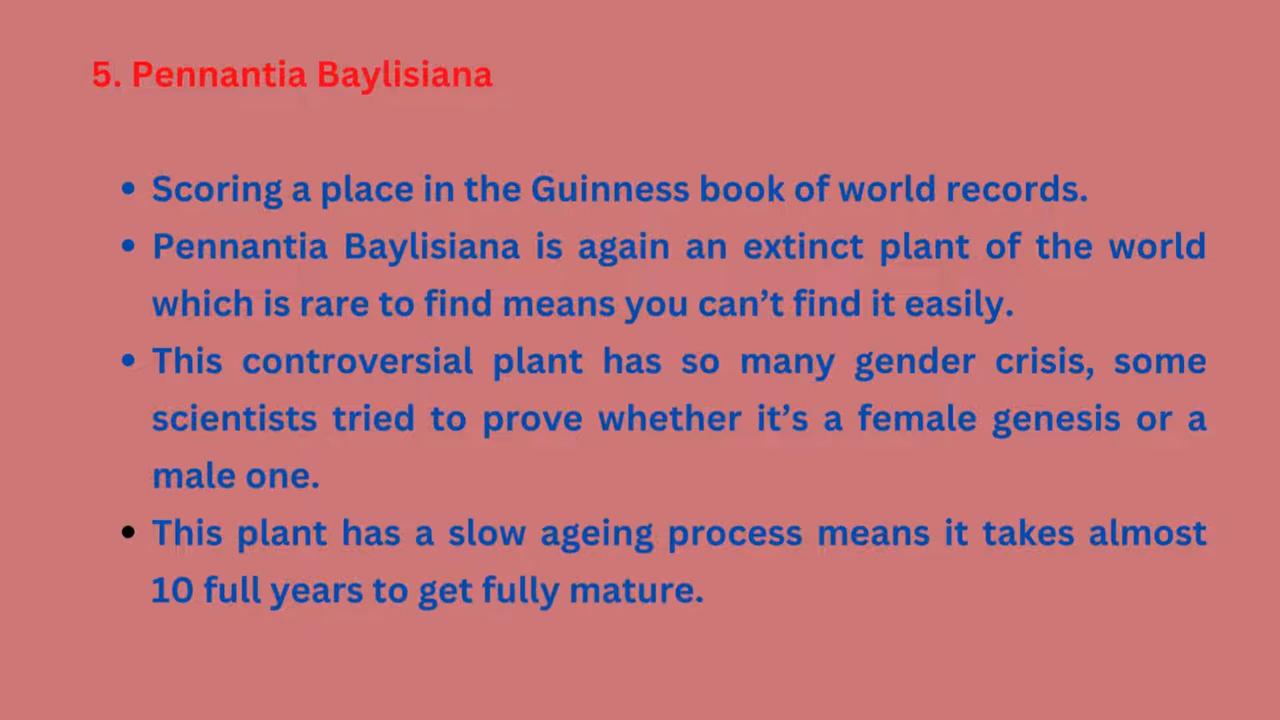 5. Pennantia Baylisiana
• Scoring a place in the Guinness book of world records.
• Pennantia Baylisiana is again an extinct plant of the world
which is rare to find means you can’t find it easily.
• This controversial plant has so many gender crisis, some
scientists tried to prove whether it’s a female genesis or a
male one.
• This plant has a slow ageing process means it takes almost
10 full years to get fully mature.